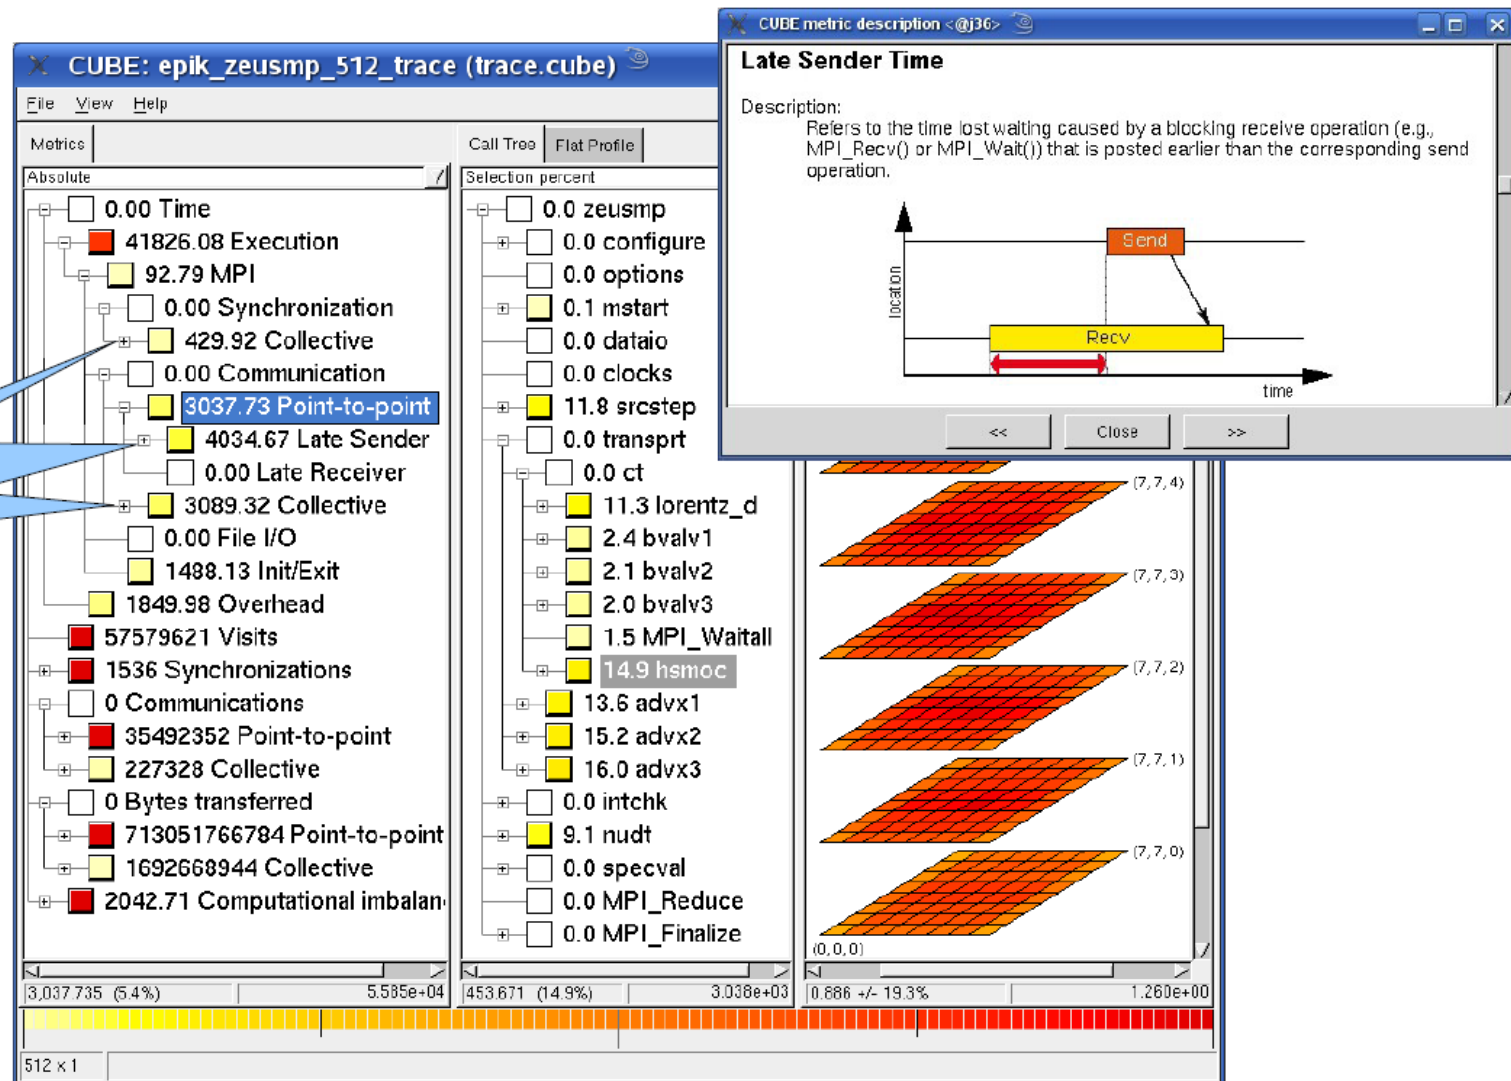 CUBE: epik_zeusmp_512_trace (trace.cube)
File View Help
Metrics
Absolute
0.00 Time
41826.08 Execution
92.79 MPI
0.00 Synchronization
429.92 Collective
0.00 Communication
3037.73 Point-to-point
4034.67 Late Sender
0.00 Late Receiver
3089.32 Collective
0.00 File I/O
1488.13 Init/Exit
1849.98 Overhead
57579621 Visits
1536 Synchronizations
0 Communications
35492352 Point-to-point
227328 Collective
0 Bytes transferred
713051766784 Point-to-point
1692668944 Collective
2042.71 Computational imbalan
3,037.735 (5.4%) 5.585e+04
Call Tree Flat Profile
Selection percent
0.0 zeusmp
0.0 configure
0.0 options
0.1 mstart
0.0 dataio
0.0 clocks
11.8 srcstep
0.0 transprt
0.0 ct
11.3 lorentz_d
2.4 bvalv1
2.1 bvalv2
2.0 bvalv3
1.5 MPI_Waitall
14.9 hsmoc
13.6 advx1
15.2 advx2
16.0 advx3
0.0 intchk
9.1 nudt
0.0 specval
0.0 MPI_Reduce
0.0 MPI_Finalize
453.671 (14.9%) 3.038e+03
(7,7,4)
(7,7,3)
(7,7,2)
(7,7,1)
(7,7,0)
(0,0,0)
0.886 +/- 19.3% 1.260e+00
512 x 1
CUBE metric description <@j36>
Late Sender Time
Description:
Refers to the time lost waiting caused by a blocking receive operation (e.g.,
MPI_Recv() or MPI_Wait()) that is posted earlier than the corresponding send
operation.
location
Send
Recv
time
<< Close >>